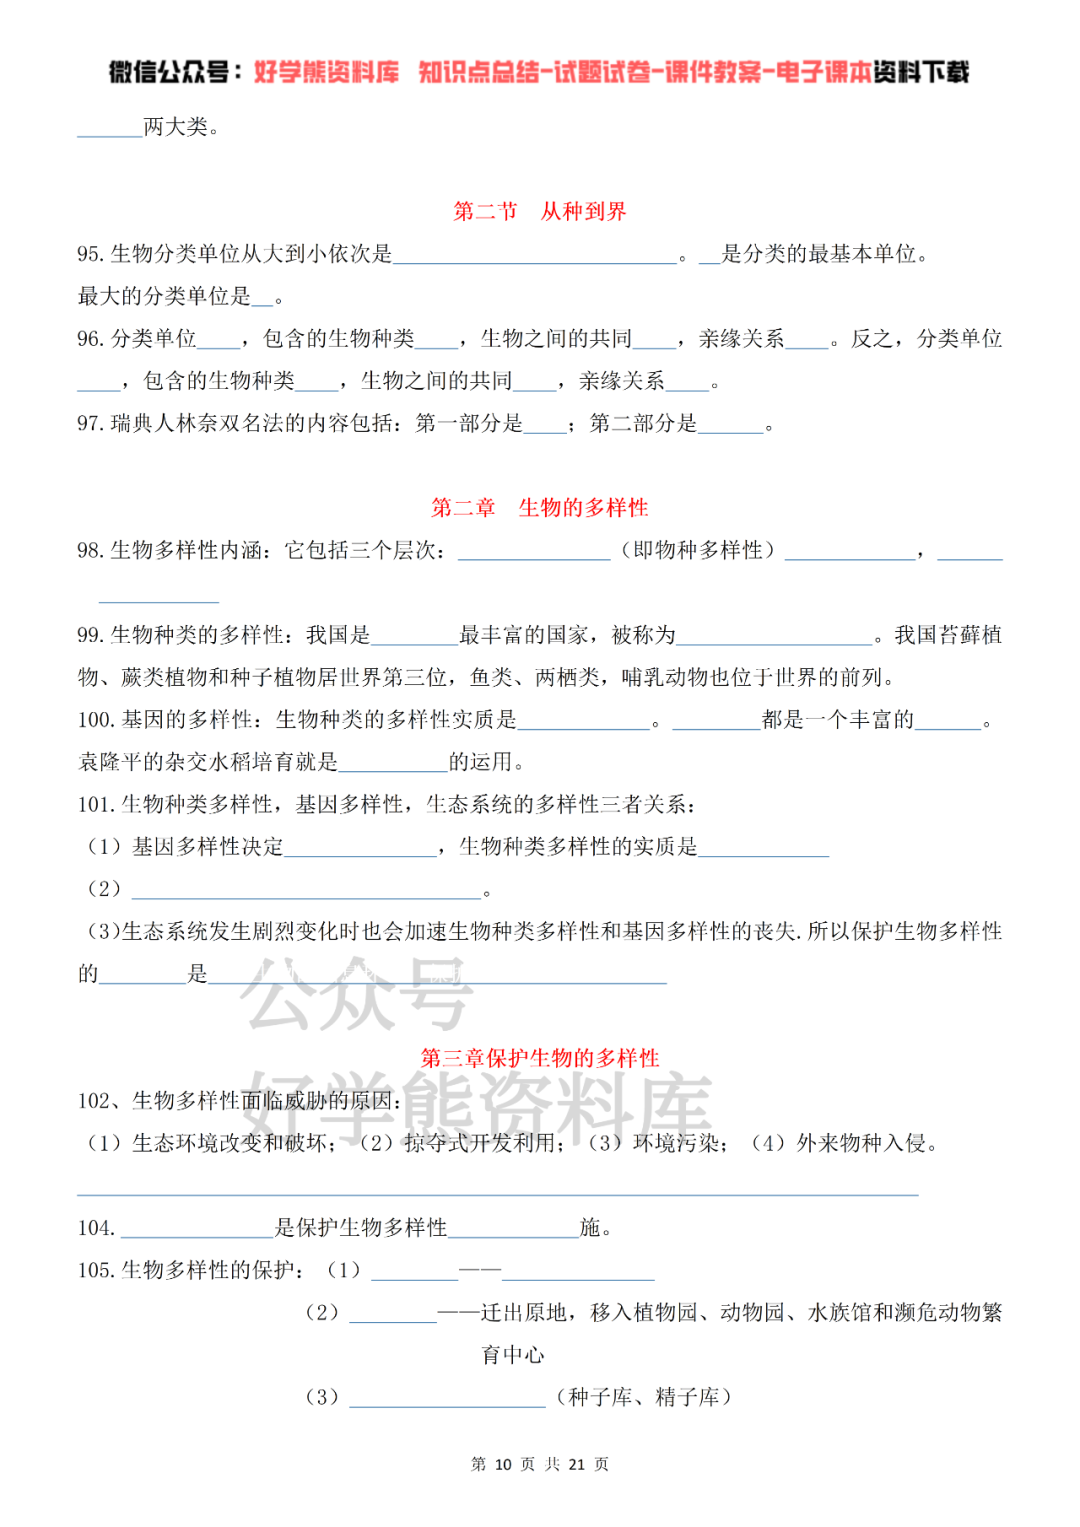 微信公众号：好学熊资料库 知识点总结-试题试卷-课件教案-电子课本资料下载
______两大类。
第二节 从种到界
95.生物分类单位从大到小依次是__________________________。__是分类的最基本单位。
最大的分类单位是__。
96.分类单位____，包含的生物种类____，生物之间的共同____，亲缘关系____。反之，分类单位
____，包含的生物种类____，生物之间的共同____，亲缘关系____。
97.瑞典人林奈双名法的内容包括：第一部分是____；第二部分是______。
第二章 生物的多样性
98.生物多样性内涵：它包括三个层次：______________（即物种多样性）____________，______
___________
99.生物种类的多样性：我国是________最丰富的国家，被称为__________________。我国苔藓植
物、蕨类植物和种子植物居世界第三位，鱼类、两栖类，哺乳动物也位于世界的前列。
100.基因的多样性：生物种类的多样性实质是____________。________都是一个丰富的______。
袁隆平的杂交水稻培育就是__________的运用。
101.生物种类多样性，基因多样性，生态系统的多样性三者关系：
（1）基因多样性决定______________，生物种类多样性的实质是____________
（2）________________________________。
（3）生态系统发生剧烈变化时也会加速生物种类多样性和基因多样性的丧失.所以保护生物多样性
的________是__________________________________________
公众号
好学熊资料库
第三章保护生物的多样性
102、生物多样性面临威胁的原因：
（1）生态环境改变和破坏；（2）掠夺式开发利用；（3）环境污染；（4）外来物种入侵。
104.______________是保护生物多样性____________施。
105.生物多样性的保护：（1）________——______________
（2）________——迁出原地，移入植物园、动物园、水族馆和濒危动物繁
育中心
（3）__________________（种子库、精子库）
第 10 页 共 21 页